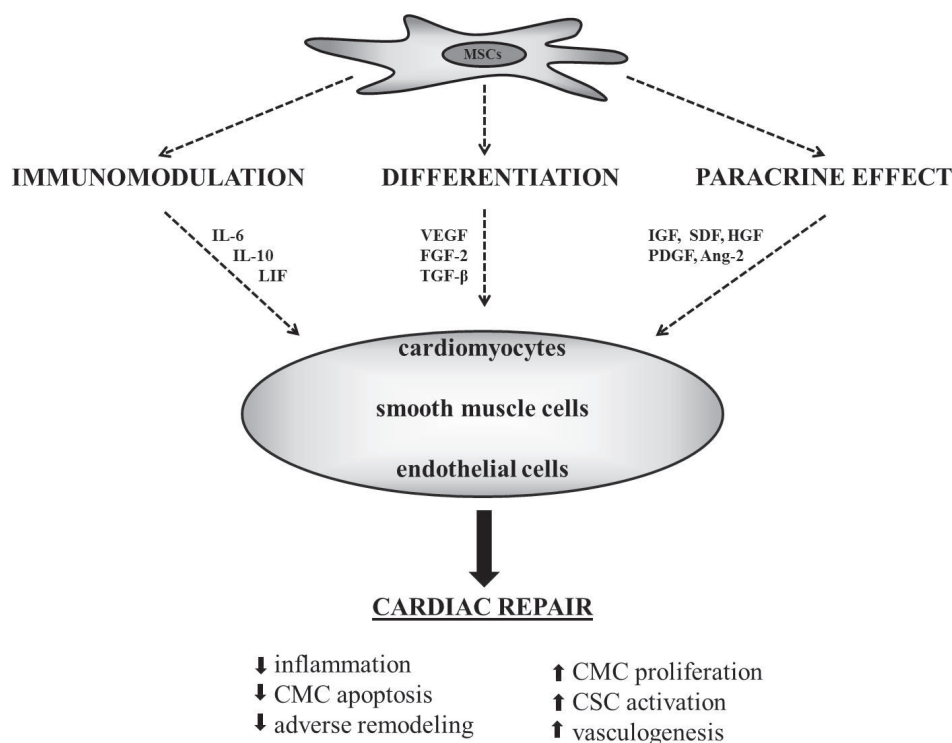 MSCs
IMMUNOMODULATION DIFFERENTIATION PARACRINE EFFECT
IL-6
IL-10
LIF
VEGF
FGF-2
TGF-β
IGF, SDF, HGF
PDGF, Ang-2
cardiomyocytes
smooth muscle cells
endothelial cells
CARDIAC REPAIR
inflammation
CMC apoptosis
adverse remodeling
CMC proliferation
CSC activation
vasculogenesis